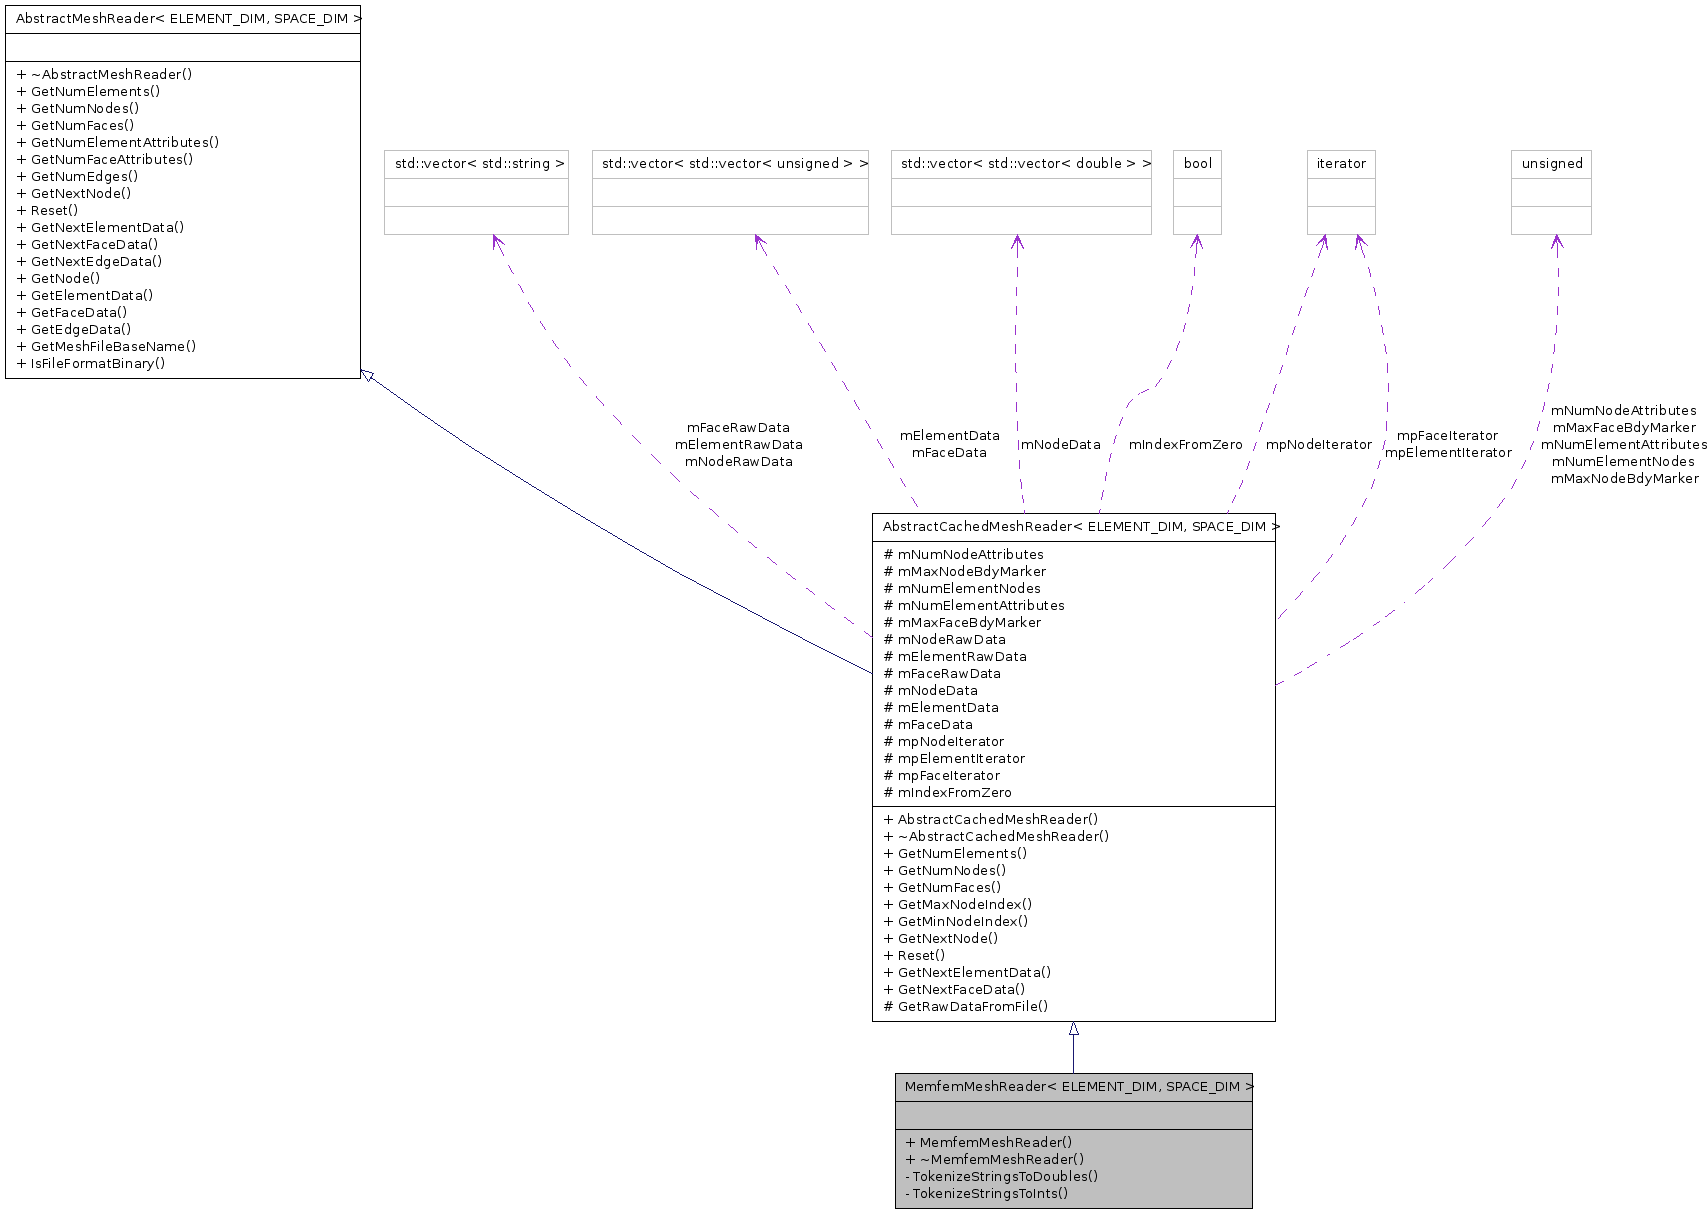 AbstractMeshReader< ELEMENT_DIM, SPACE_DIM >
+ ~AbstractMeshReader()
+ GetNumElements()
+ GetNumNodes()
+ GetNumFaces()
+ GetNumElementAttributes()
+ GetNumFaceAttributes()
+ GetNumEdges()
+ GetNextNode()
+ Reset()
+ GetNextElementData()
+ GetNextFaceData()
+ GetNextEdgeData()
+ GetNode()
+ GetElementData()
+ GetFaceData()
+ GetEdgeData()
+ GetMeshFileBaseName()
+ IsFileFormatBinary()
std::vector< std::string >
std::vector< std::vector< unsigned > >
std::vector< std::vector< double > >
bool
iterator
unsigned
mFaceRawData
mElementRawData
mNodeRawData
mElementData
mFaceData
mNodeData
mIndexFromZero
mpNodeIterator
mpFaceIterator
mpElementIterator
mNumNodeAttributes
mMaxFaceBdyMarker
mNumElementAttributes
mNumElementNodes
mMaxNodeBdyMarker
AbstractCachedMeshReader< ELEMENT_DIM, SPACE_DIM >
# mNumNodeAttributes
# mMaxNodeBdyMarker
# mNumElementNodes
# mNumElementAttributes
# mMaxFaceBdyMarker
# mNodeRawData
# mElementRawData
# mFaceRawData
# mNodeData
# mElementData
# mFaceData
# mpNodeIterator
# mpElementIterator
# mpFaceIterator
# mIndexFromZero
+ AbstractCachedMeshReader()
+ ~AbstractCachedMeshReader()
+ GetNumElements()
+ GetNumNodes()
+ GetNumFaces()
+ GetMaxNodeIndex()
+ GetMinNodeIndex()
+ GetNextNode()
+ Reset()
+ GetNextElementData()
+ GetNextFaceData()
# GetRawDataFromFile()
MemfemMeshReader< ELEMENT_DIM, SPACE_DIM >
+ MemfemMeshReader()
+ ~MemfemMeshReader()
- TokenizeStringsToDoubles()
- TokenizeStringsToInts()